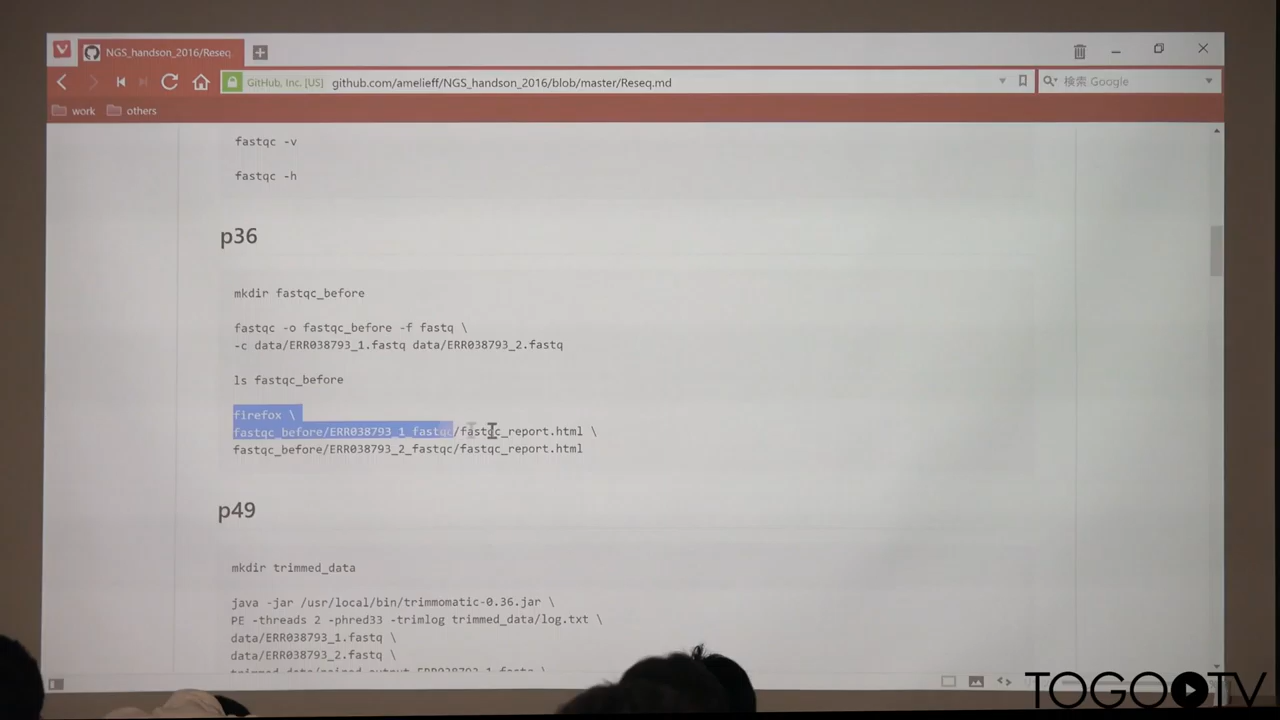 NGS_handson_2016/Reseq
GitHub, Inc. [US] github.com/amelieff/NGS_handson_2016/blob/master/Reseq.md
検索 Google
work others
fastqc -v
fastqc -h
p36
mkdir fastqc_before
fastqc -o fastqc_before -f fastq \
-c data/ERR038793_1.fastq data/ERR038793_2.fastq
ls fastqc_before
firefox \
fastqc_before/ERR038793_1_fastqc/fastqc_report.html \
fastqc_before/ERR038793_2_fastqc/fastqc_report.html
p49
mkdir trimmed_data
java -jar /usr/local/bin/trimmomatic-0.36.jar \
PE -threads 2 -phred33 -trimlog trimmed_data/log.txt \
data/ERR038793_1.fastq \
data/ERR038793_2.fastq \
TOGO TV